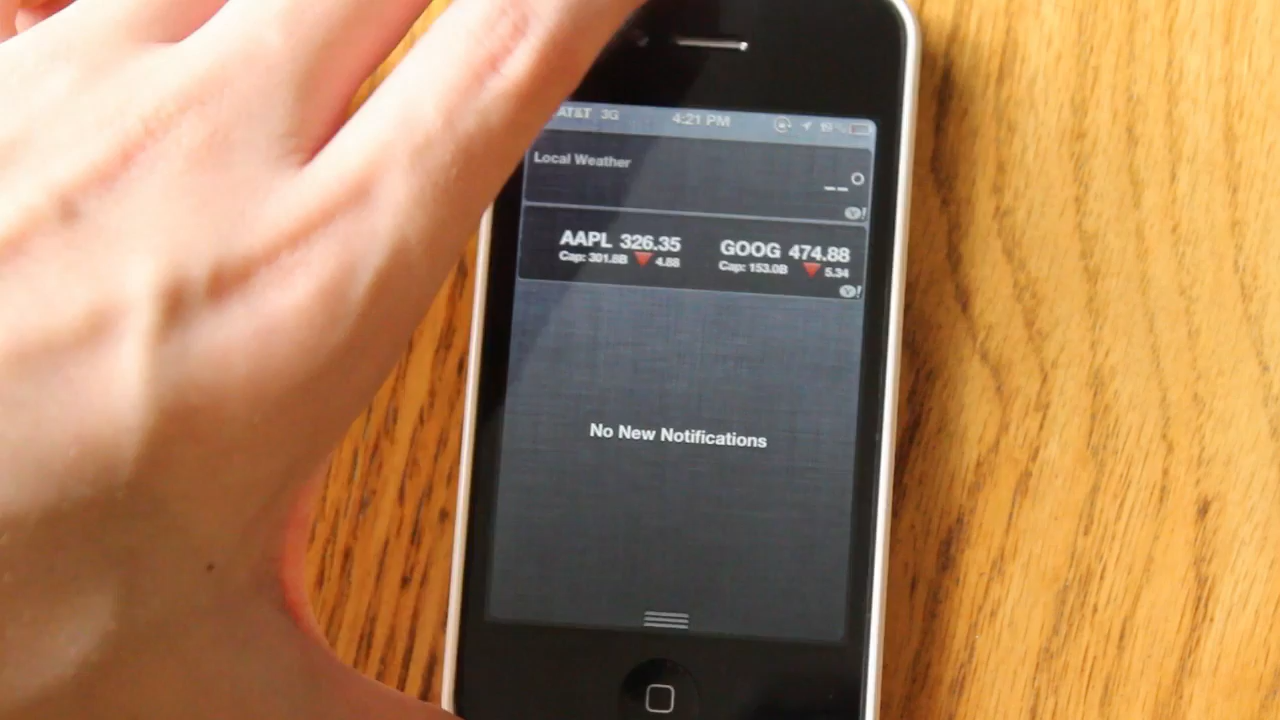 AT&T 3G 4:21 PM
Local Weather
--°
AAPL 326.35 GOOG 474.88
Cap: 301.8B 4.88 Cap: 153.0B 5.34
No New Notifications